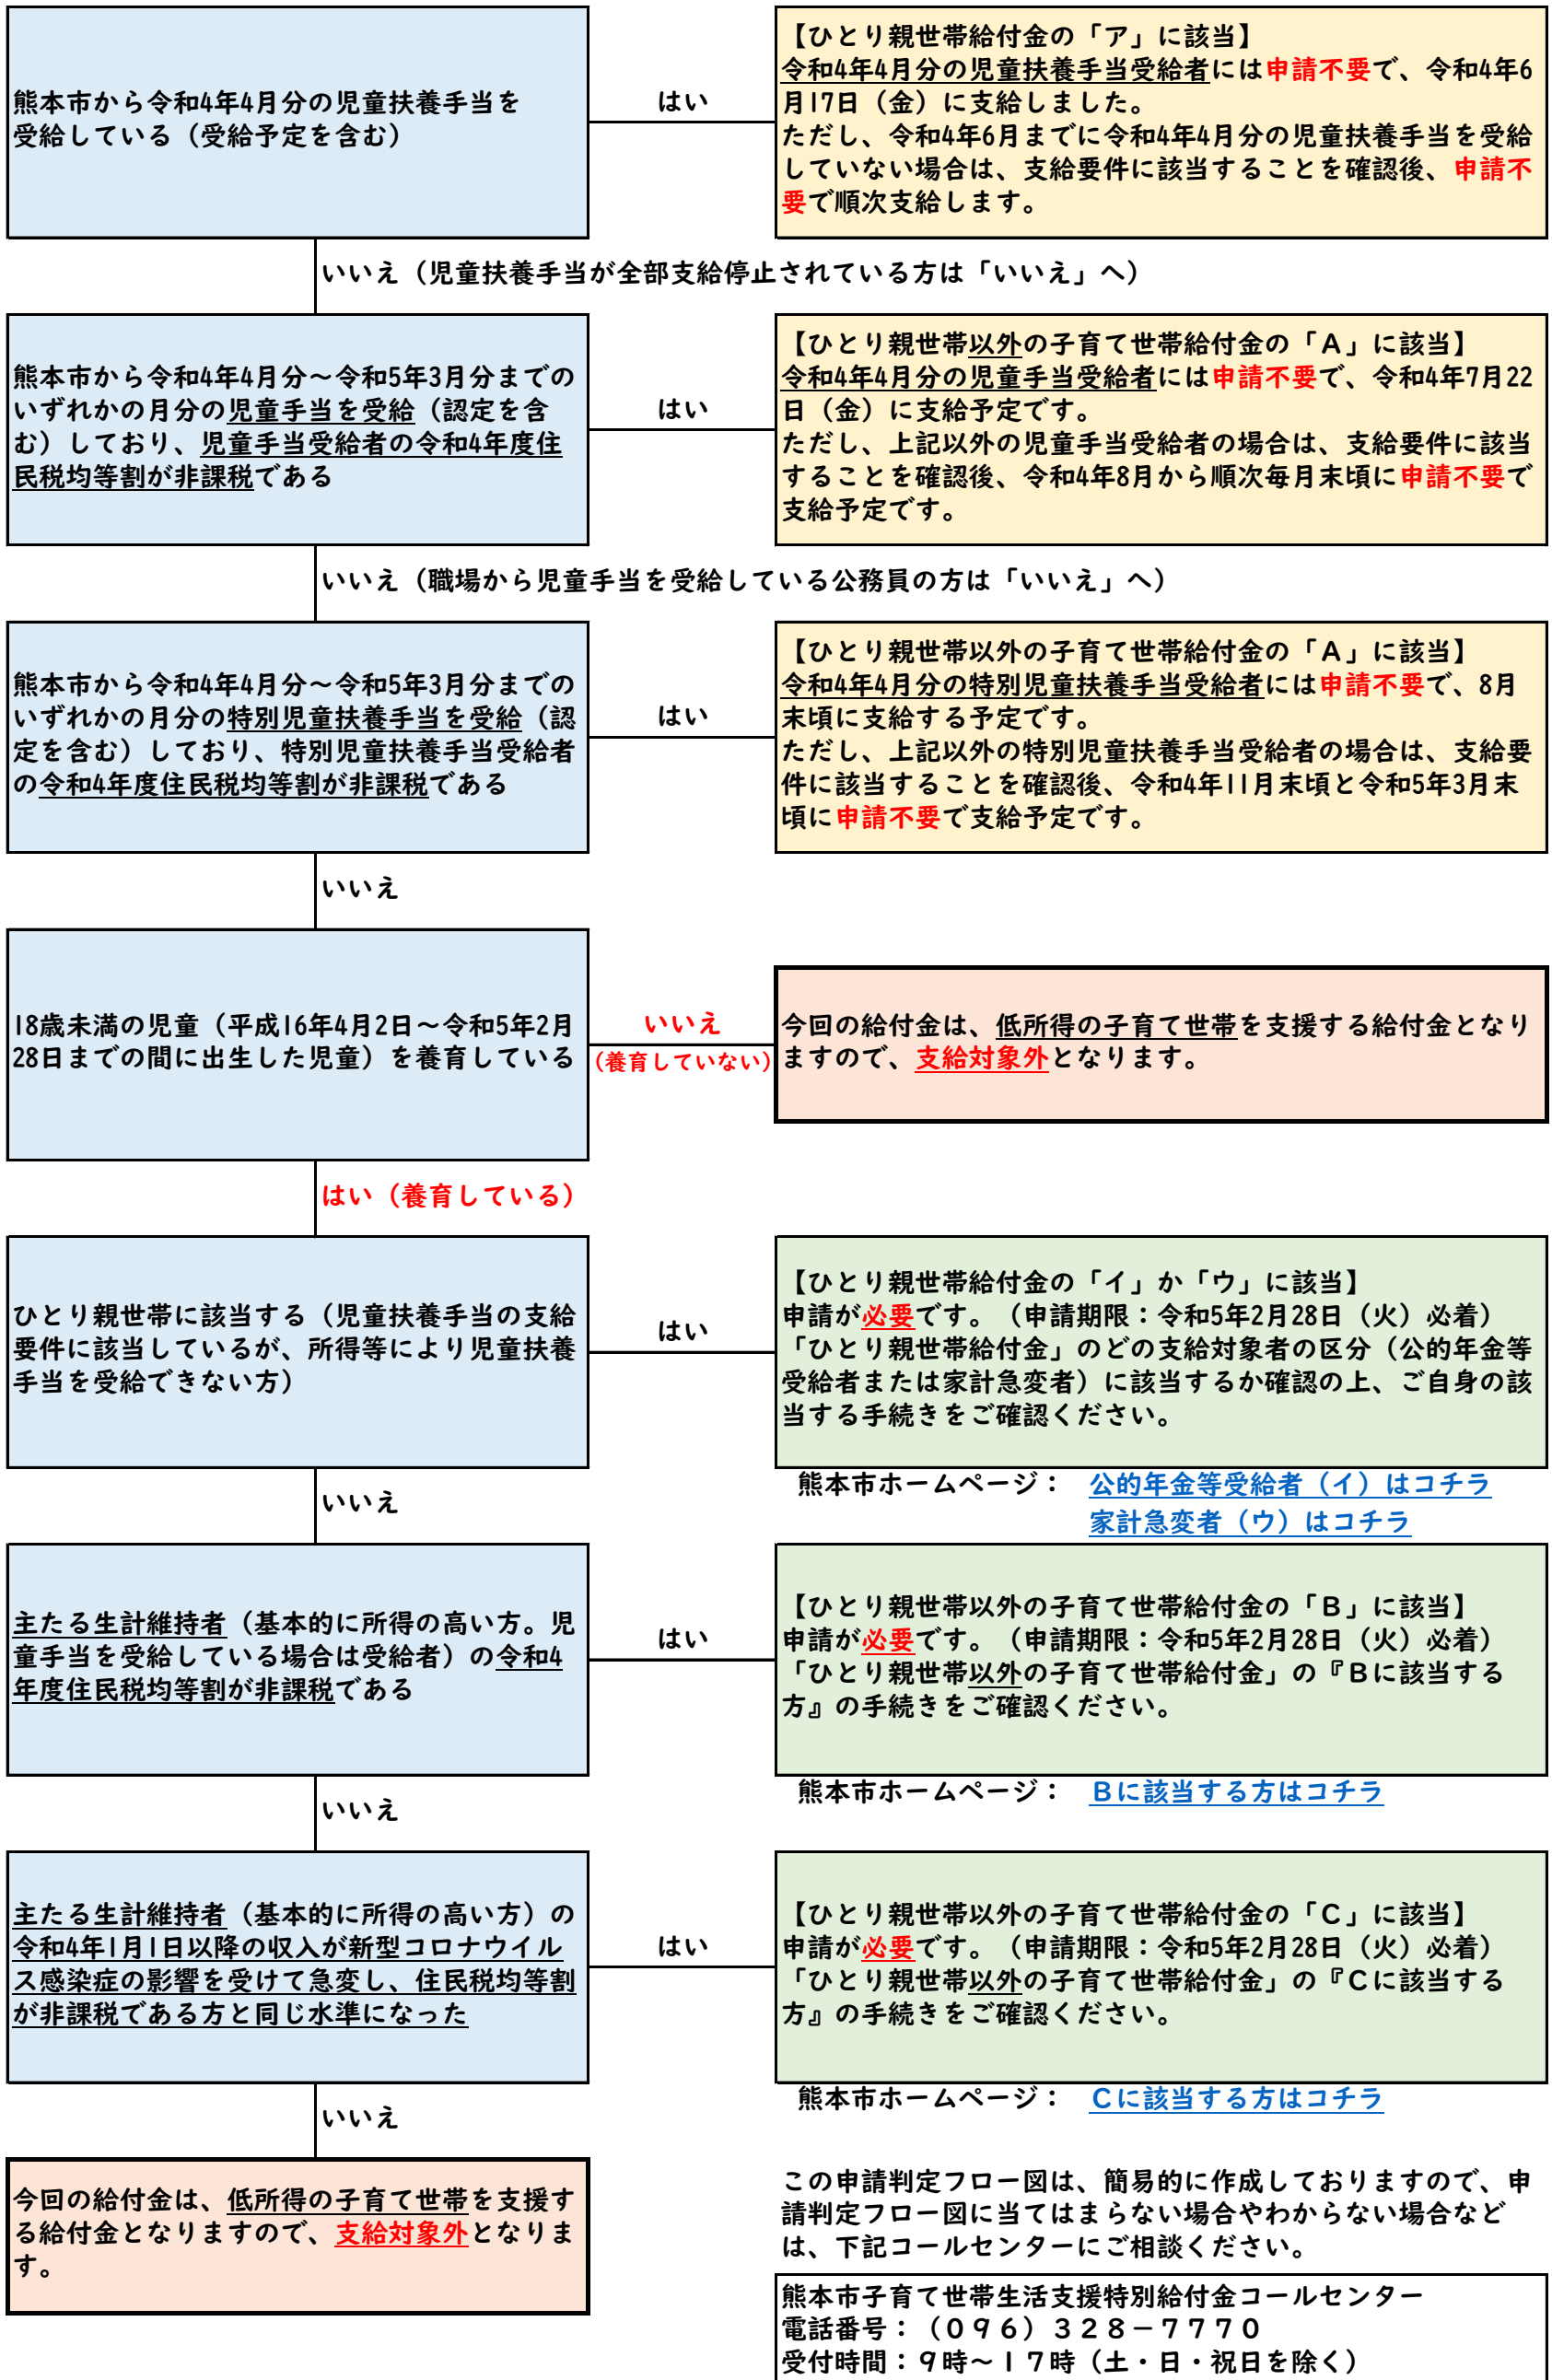 熊本市から令和4年4月分の児童扶養手当を
受給している（受給予定を含む）
はい
【ひとり親世帯給付金の「ア」に該当】
令和4年4月分の児童扶養手当受給者には申請不要で、令和4年6
月17日（金）に支給しました。
ただし、令和4年6月までに令和4年4月分の児童扶養手当を受給
していない場合は、支給要件に該当することを確認後、申請不
要で順次支給します。
いいえ（児童扶養手当が全部支給停止されている方は「いいえ」へ）
熊本市から令和4年4月分～令和5年3月分までの
いずれかの月分の児童手当を受給（認定を含
む）しており、児童手当受給者の令和4年度住
民税均等割が非課税である
はい
【ひとり親世帯以外の子育て世帯給付金の「Ａ」に該当】
令和4年4月分の児童手当受給者には申請不要で、令和4年7月22
日（金）に支給予定です。
ただし、上記以外の児童手当受給者の場合は、支給要件に該当
することを確認後、令和4年8月から順次毎月末頃に申請不要で
支給予定です。
いいえ（職場から児童手当を受給している公務員の方は「いいえ」へ）
熊本市から令和4年4月分～令和5年3月分までの
いずれかの月分の特別児童扶養手当を受給（認
定を含む）しており、特別児童扶養手当受給者
の令和4年度住民税均等割が非課税である
はい
【ひとり親世帯以外の子育て世帯給付金の「Ａ」に該当】
令和4年4月分の特別児童扶養手当受給者には申請不要で、8月
末頃に支給する予定です。
ただし、上記以外の特別児童扶養手当受給者の場合は、支給要
件に該当することを確認後、令和4年11月末頃と令和5年3月末
頃に申請不要で支給予定です。
いいえ
18歳未満の児童（平成16年4月2日～令和5年2月
28日までの間に出生した児童）を養育している
いいえ
（養育していない）
今回の給付金は、低所得の子育て世帯を支援する給付金となり
ますので、支給対象外となります。
はい（養育している）
ひとり親世帯に該当する（児童扶養手当の支給
要件に該当しているが、所得等により児童扶養
手当を受給できない方）
はい
【ひとり親世帯給付金の「イ」か「ウ」に該当】
申請が必要です。（申請期限：令和5年2月28日（火）必着）
「ひとり親世帯給付金」のどの支給対象者の区分（公的年金等
受給者または家計急変者）に該当するか確認の上、ご自身の該
当する手続きをご確認ください。
熊本市ホームページ： 公的年金等受給者（イ）はコチラ
家計急変者（ウ）はコチラ
いいえ
主たる生計維持者（基本的に所得の高い方。児
童手当を受給している場合は受給者）の令和4
年度住民税均等割が非課税である
はい
【ひとり親世帯以外の子育て世帯給付金の「Ｂ」に該当】
申請が必要です。（申請期限：令和5年2月28日（火）必着）
「ひとり親世帯以外の子育て世帯給付金」の『Ｂに該当する
方』の手続きをご確認ください。
熊本市ホームページ： Ｂに該当する方はコチラ
いいえ
主たる生計維持者（基本的に所得の高い方）の
令和4年1月1日以降の収入が新型コロナウイル
ス感染症の影響を受けて急変し、住民税均等割
が非課税である方と同じ水準になった
はい
【ひとり親世帯以外の子育て世帯給付金の「Ｃ」に該当】
申請が必要です。（申請期限：令和5年2月28日（火）必着）
「ひとり親世帯以外の子育て世帯給付金」の『Ｃに該当する
方』の手続きをご確認ください。
熊本市ホームページ： Ｃに該当する方はコチラ
いいえ
今回の給付金は、低所得の子育て世帯を支援す
る給付金となりますので、支給対象外となりま
す。
この申請判定フロー図は、簡易的に作成しておりますので、申
請判定フロー図に当てはまらない場合やわからない場合など
は、下記コールセンターにご相談ください。
熊本市子育て世帯生活支援特別給付金コールセンター
電話番号：（０９６）３２８－７７７０
受付時間：９時～１７時（土・日・祝日を除く）